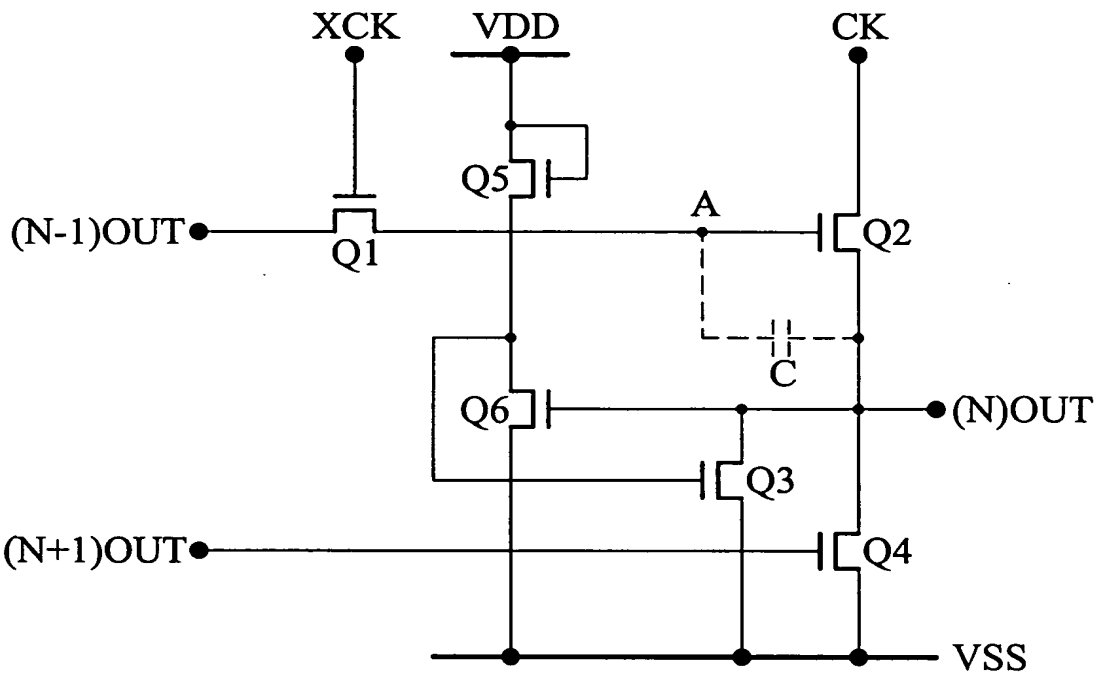 XCK
VDD
CK
Q5
A
(N-1)OUT
Q1
Q2
C
Q6
(N)OUT
Q3
(N+1)OUT
Q4
VSS